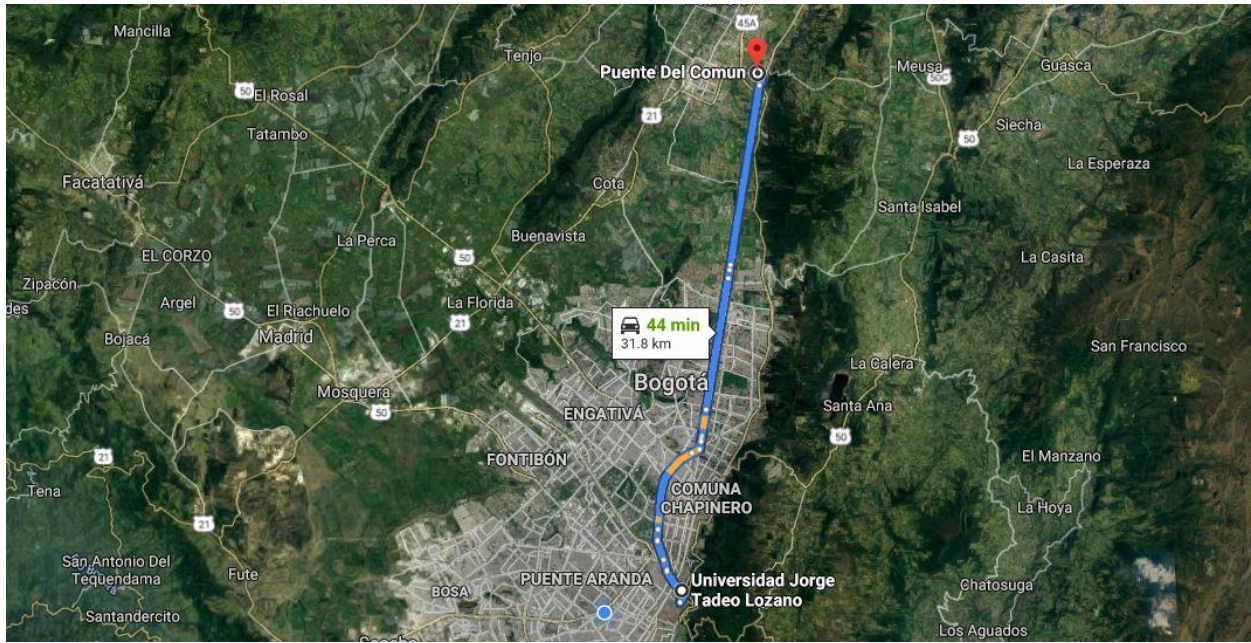 Mancilla
45A
Tenjo
Puente Del Comun
Meusa
50C
Guasca
50
El Rosal
21
Siecha
Tatambo
50
La Esperaza
Facatativá
Cota
Santa Isabel
La Perca
Buenavista
EL CORZO
50
La Casita
Zipacón
Argel
La Florida
des
50
El Riachuelo
44 min
31.8 km
Bojacá
Madrid
21
San Francisco
La Calera
Bogotá
Mosquera
50
ENGATIVÁ
Santa Ana
50
21
FONTIBÓN
El Manzano
Tena
COMUNA
CHAPINERO
La Hoya
21
San Antonio Del
Tequendama
Fute
PUENTE ARANDA
Universidad Jorge
Tadeo Lozano
BOSA
Chatosuga
Santandercito
Los Aguados